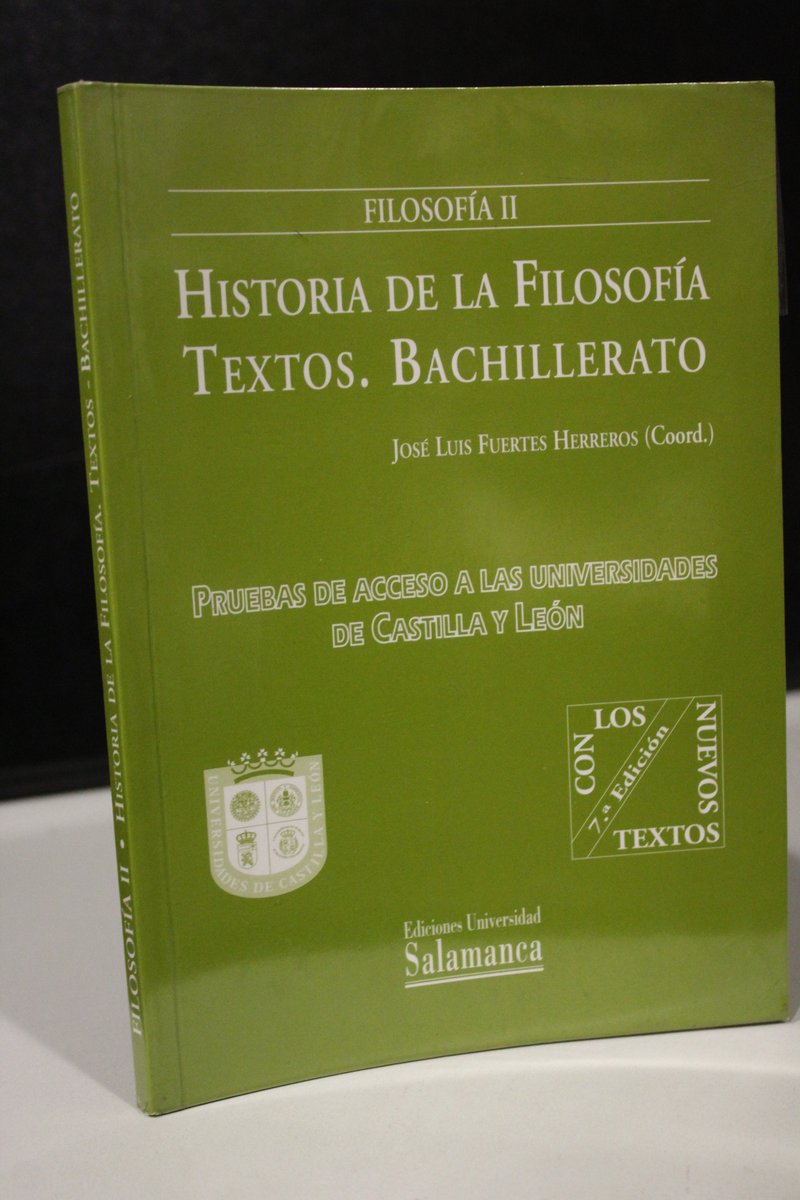 FILOSOFÍA II
HISTORIA DE LA FILOSOFÍA
TEXTOS. BACHILLERATO
JOSÉ LUIS FUERTES HERREROS (Coord.)
PRUEBAS DE ACCESO A LAS UNIVERSIDADES
DE CASTILLA Y LEÓN
CON LOS NUEVOS TEXTOS
7.ª Edición
UNIVERSIDADES DE CASTILLA Y LEÓN
Ediciones Universidad
Salamanca
FILOSOFÍA II • HISTORIA DE LA FILOSOFÍA. TEXTOS - BACHILLERATO